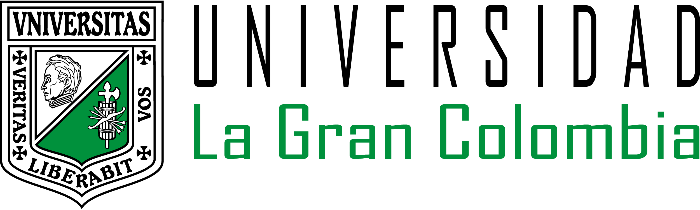 VNIVERSITAS
VERITAS
LIBERABIT
VOS
UNIVERSIDAD
La Gran Colombia